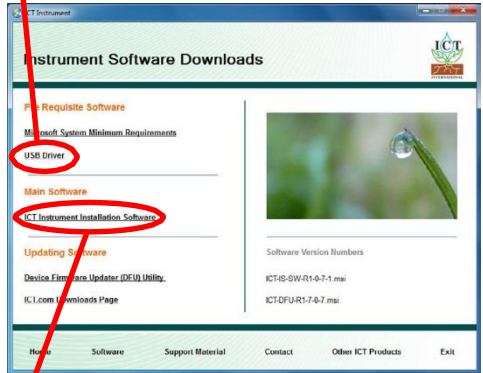 ICT Instrument
ICT
INTERNATIONAL
Instrument Software Downloads
Pre Requisite Software
Microsoft System Minimum Requirements
USB Driver
Main Software
ICT Instrument Installation Software
Updating Software
Device Firmware Updater (DFU) Utility
ICT.com Downloads Page
Software Version Numbers
ICT-IS-SW-R1-0-7-1.msi
ICT-DFU-R1-7-0-7.msi
Home Software Support Material Contact Other ICT Products Exit